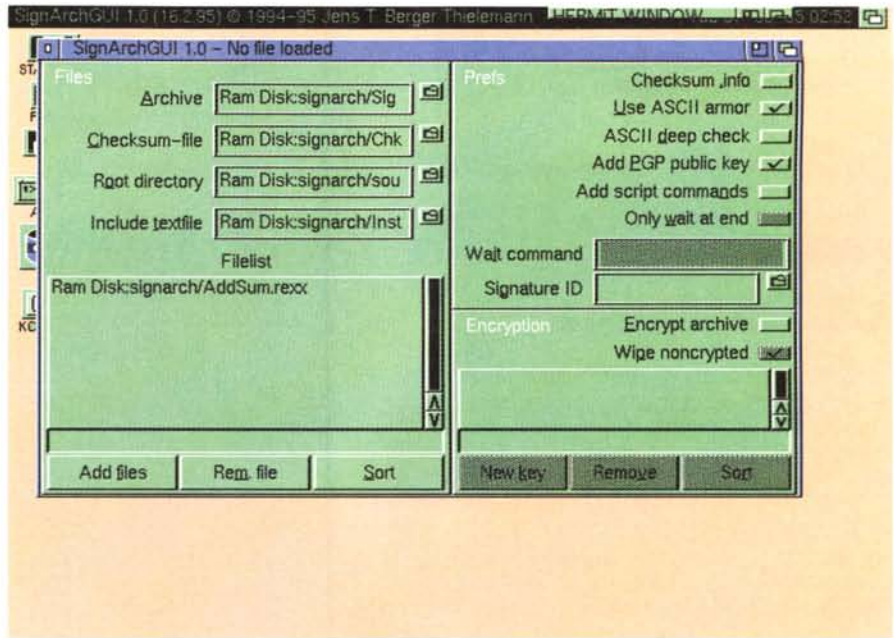 SignArchGUI 1.0 (16.2.95) © 1994-95 Jens T. Berger Thielemann
HERMIT WINDOW
02:52
SignArchGUI 1.0 - No file loaded
Files
Archive Ram Disk:signarch/Sig
Checksum-file Ram Disk:signarch/Chk
Root directory Ram Disk:signarch/sou
Include textfile Ram Disk:signarch/Inst
Filelist
Ram Disk:signarch/AddSum.rexx
Add files Rem. file Sort
Prefs
Checksum .info
Use ASCII armor
ASCII deep check
Add PGP public key
Add script commands
Only wait at end
Wait command
Signature ID
Encryption
Encrypt archive
Wipe noncrypted
New key Remove Sort